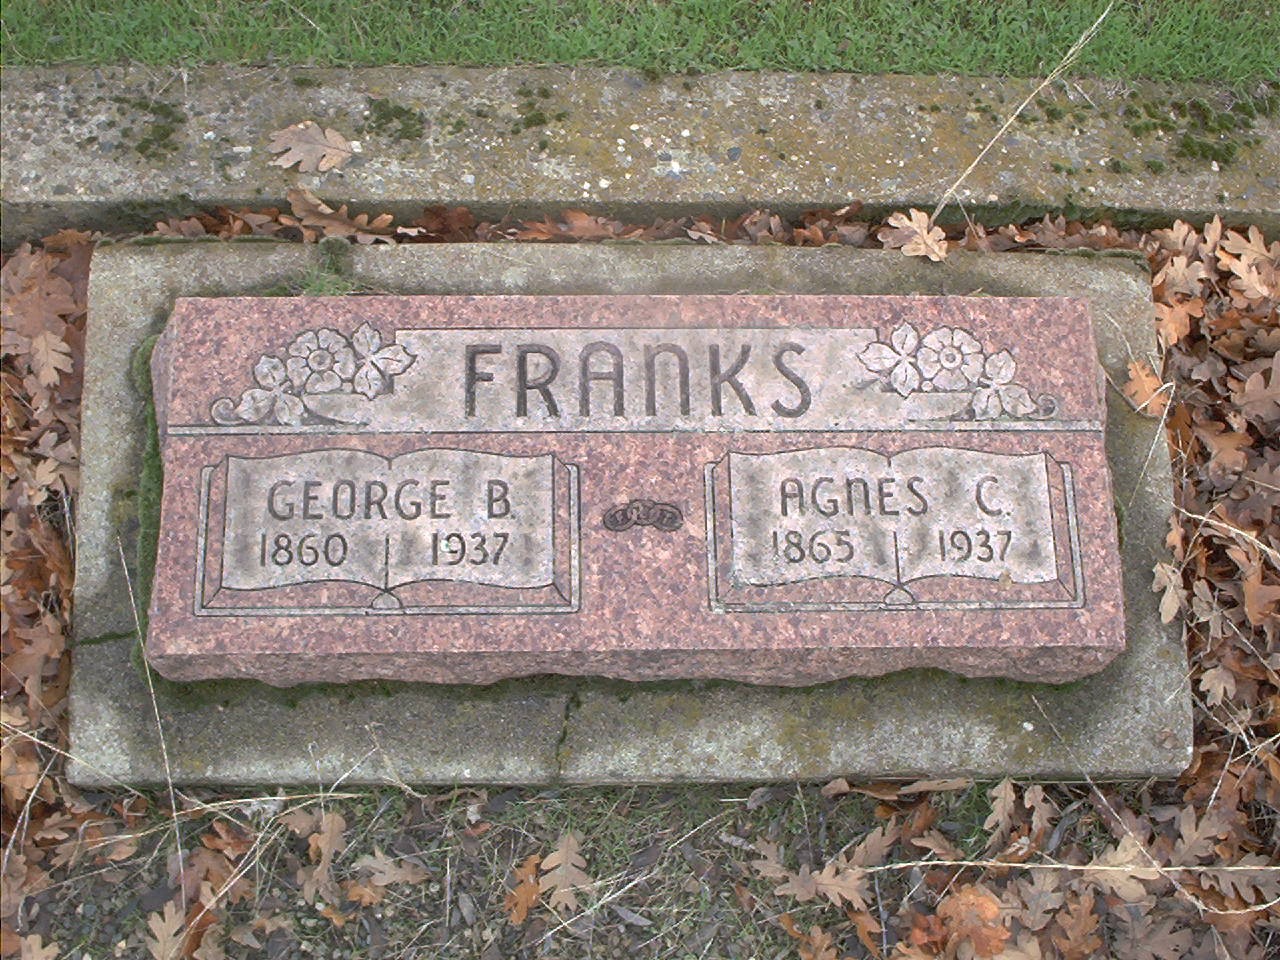 FRANKS
GEORGE B.
1860 1937
AGNES C.
1865 1937